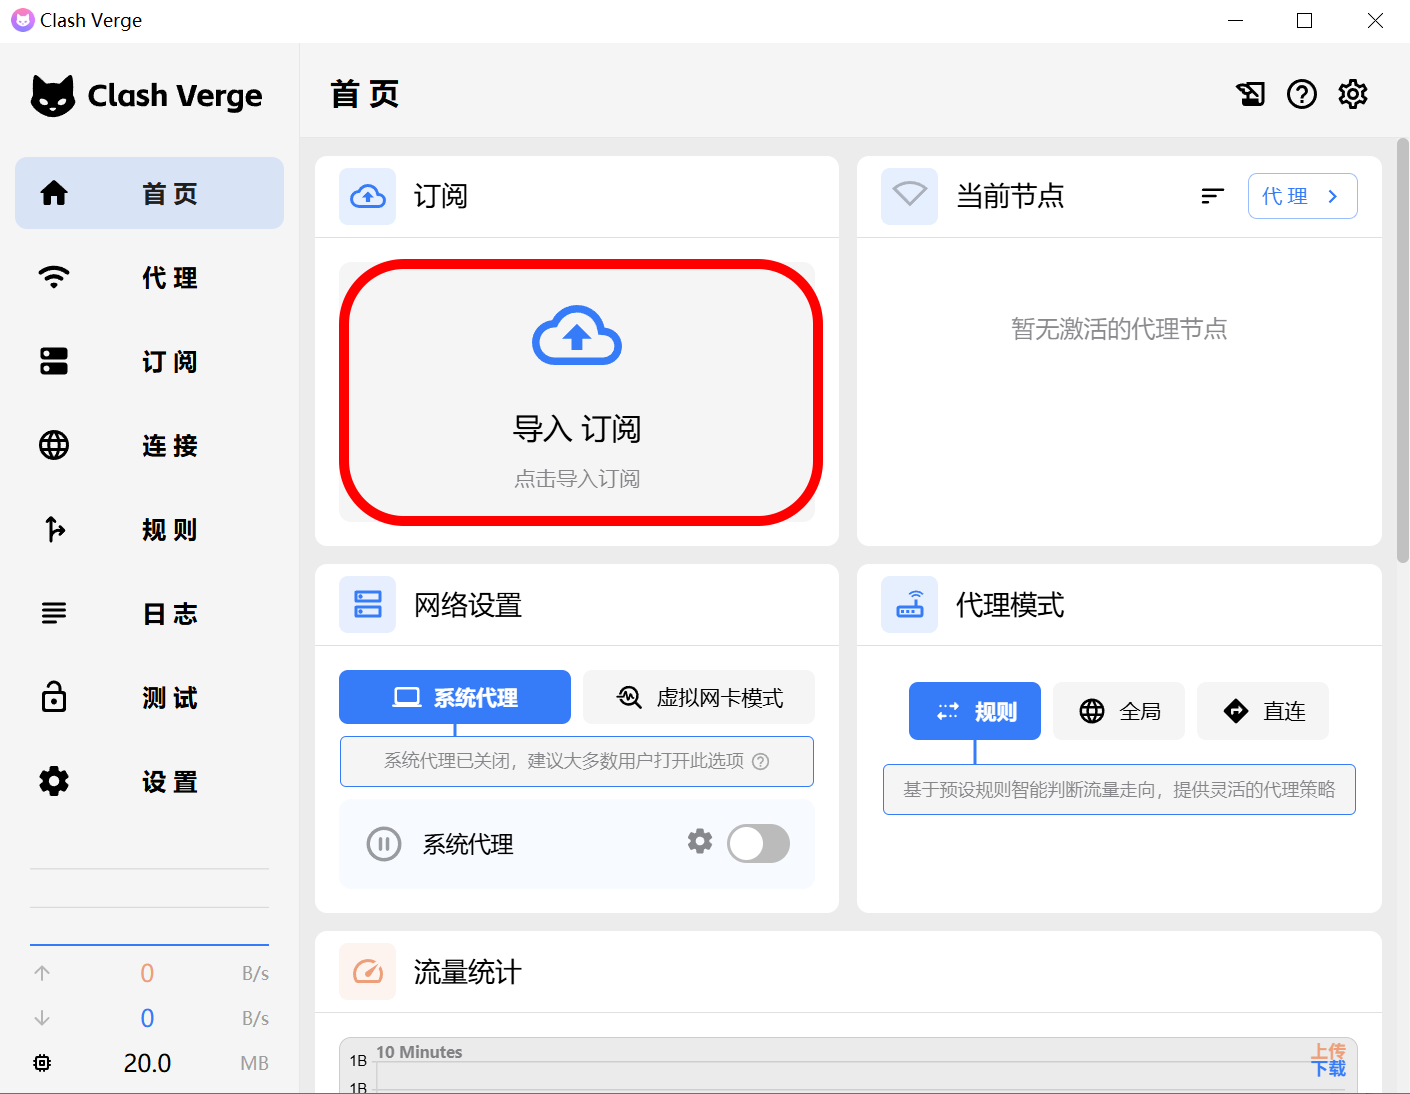 Clash Verge
Clash Verge
首页
代理
订阅
连接
规则
日志
测试
设置
0 B/s
0 B/s
20.0 MB
首页
订阅
导入 订阅
点击导入订阅
当前节点
代理
暂无激活的代理节点
网络设置
系统代理
虚拟网卡模式
系统代理已关闭，建议大多数用户打开此选项
系统代理
代理模式
规则
全局
直连
基于预设规则智能判断流量走向，提供灵活的代理策略
流量统计
10 Minutes
1B
1B
上传
下载